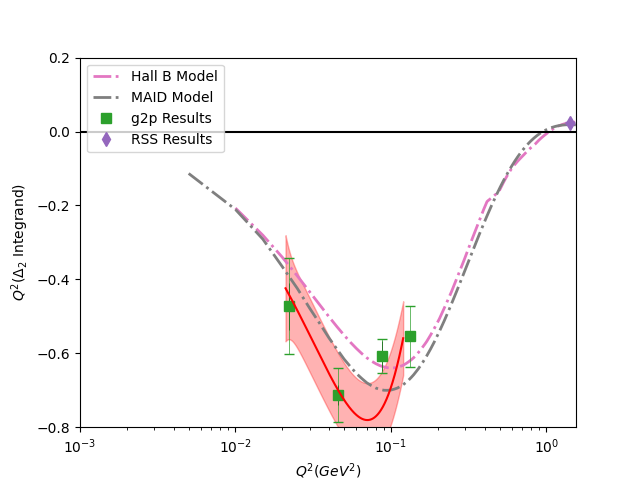 0.2
0.0
−0.2
−0.4
−0.6
−0.8
Q²(Δ₂ Integrand)
Hall B Model
MAID Model
g2p Results
RSS Results
10⁻³
10⁻²
10⁻¹
10⁰
Q²(GeV²)